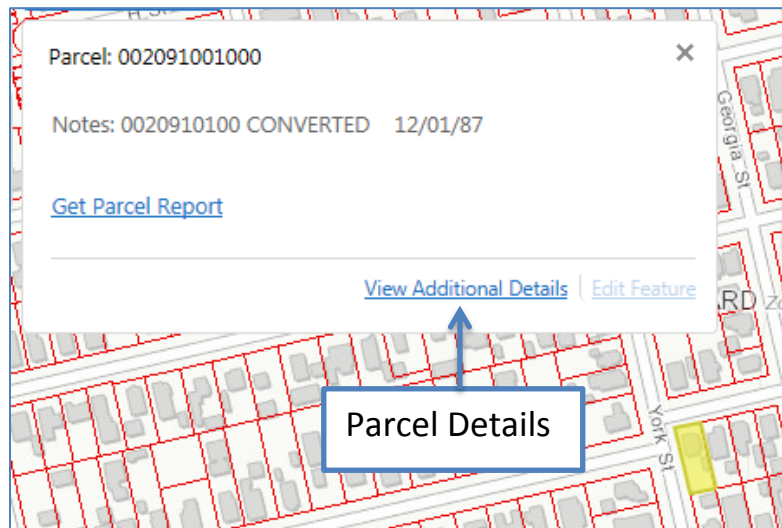 H St
Parcel: 002091001000
Notes: 0020910100 CONVERTED 12/01/87
Get Parcel Report
View Additional Details Edit Feature
Georgia St
Parcel Details
York St